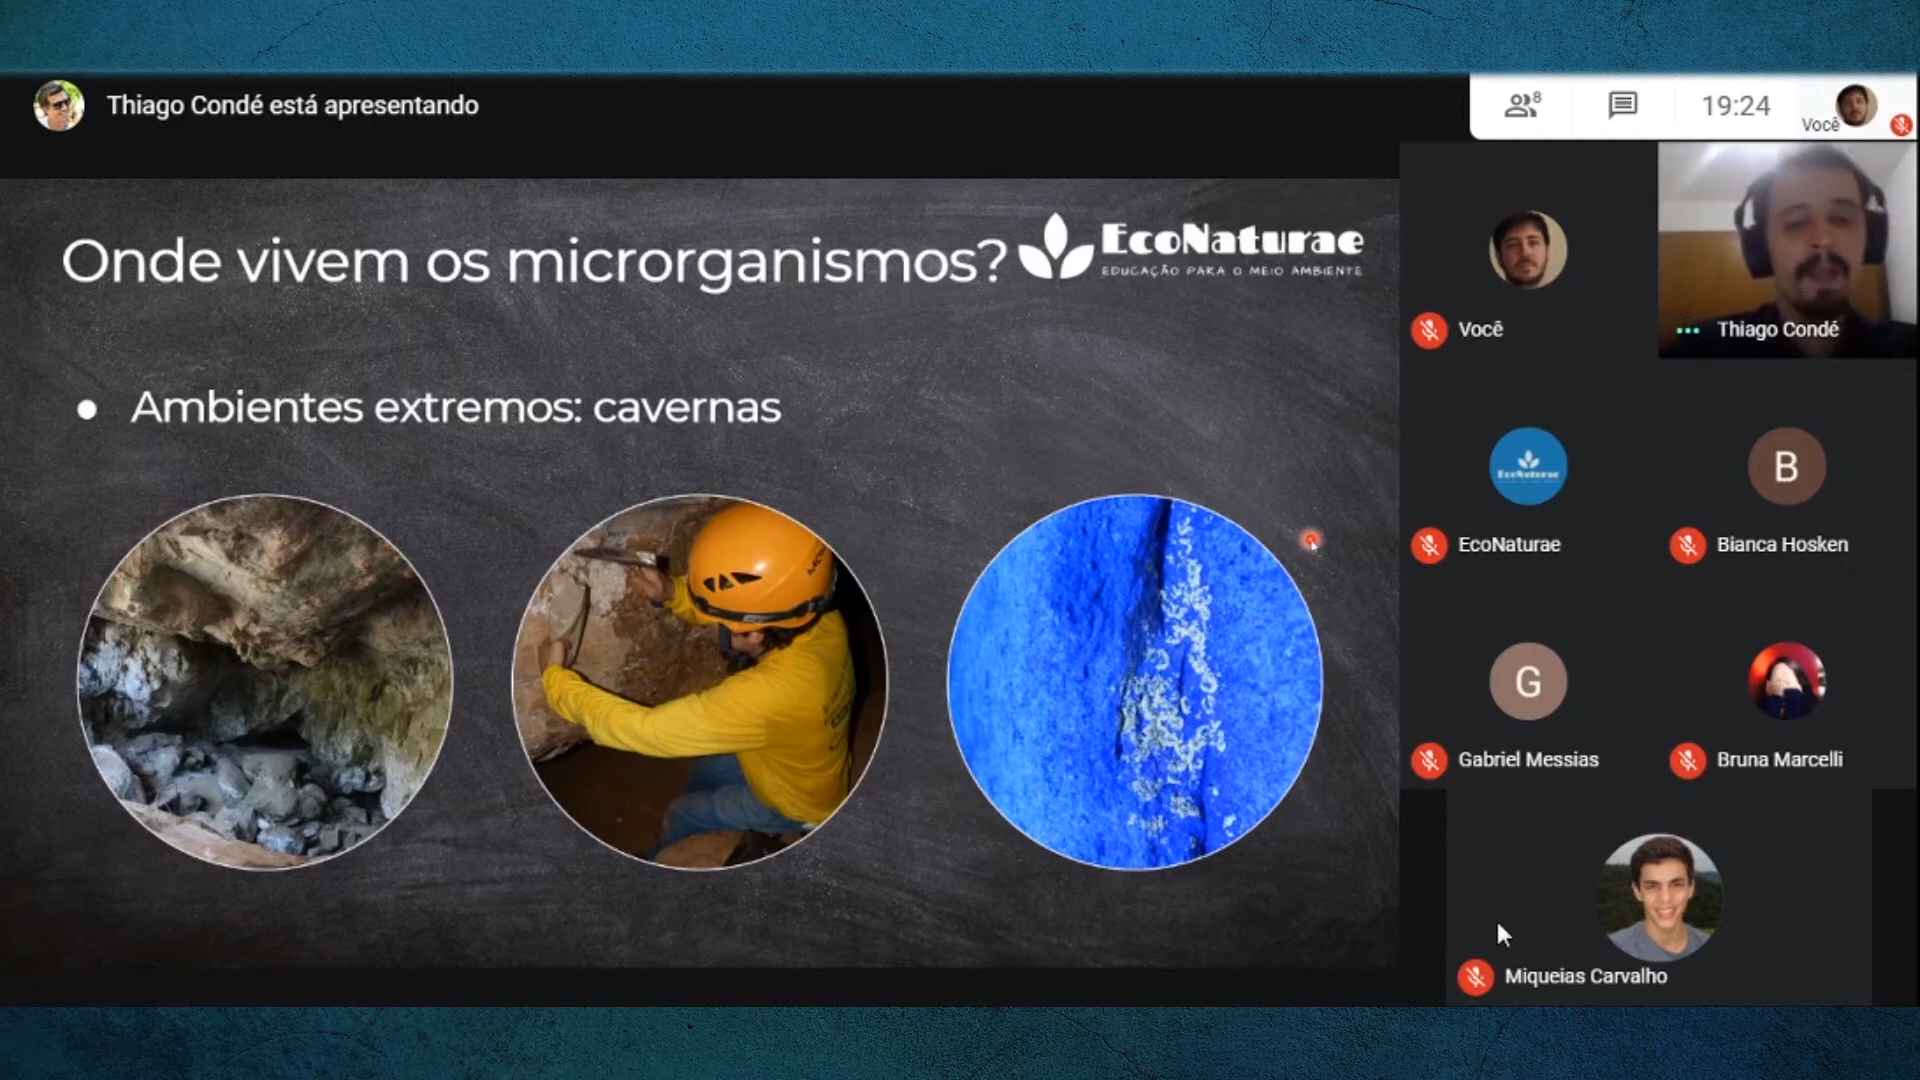 Thiago Condé está apresentando
8
19:24
Você
Onde vivem os microrganismos?
EcoNaturae
EDUCAÇÃO PARA O MEIO AMBIENTE
Ambientes extremos: cavernas
Você
Thiago Condé
EcoNaturae
EcoNaturae
B
Bianca Hosken
G
Gabriel Messias
Bruna Marcelli
Miqueias Carvalho